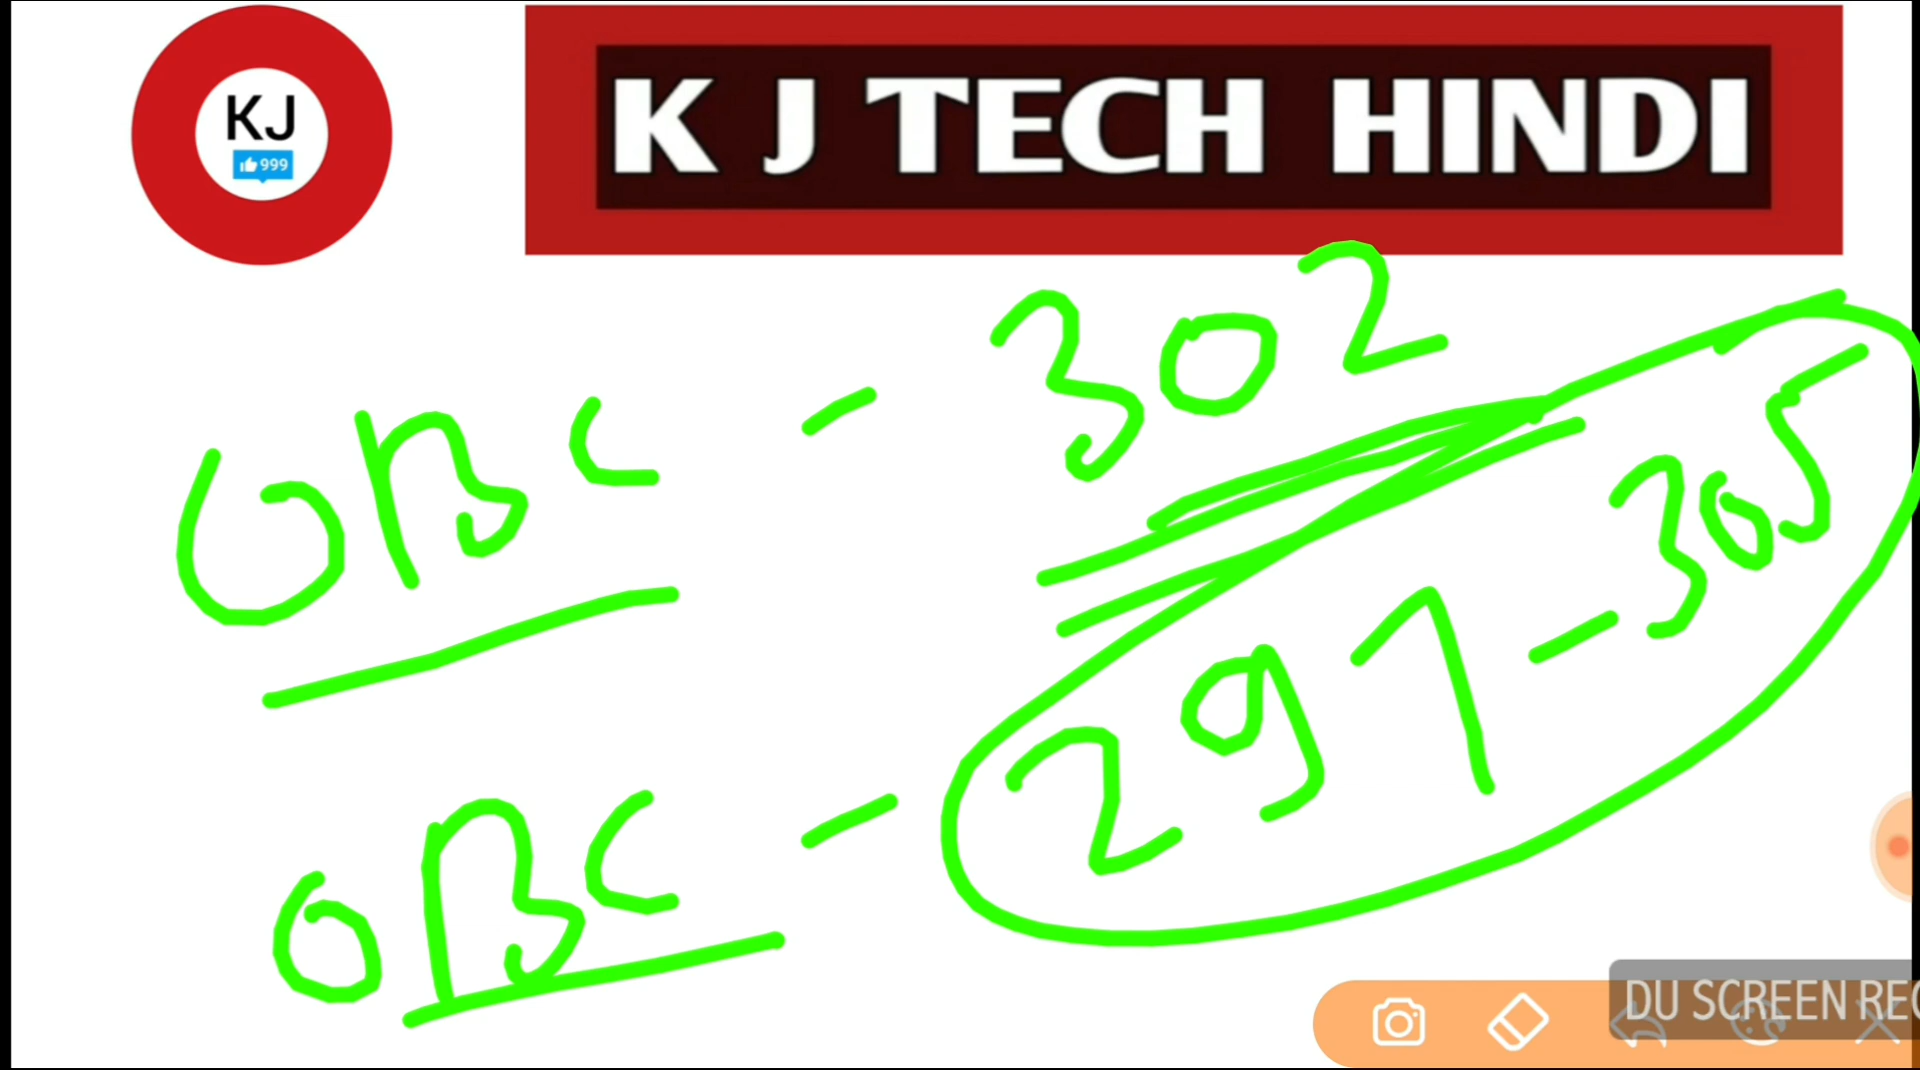 KJ
999
K J TECH HINDI
OBC - 302
OBC - 297-305
DU SCREEN REC